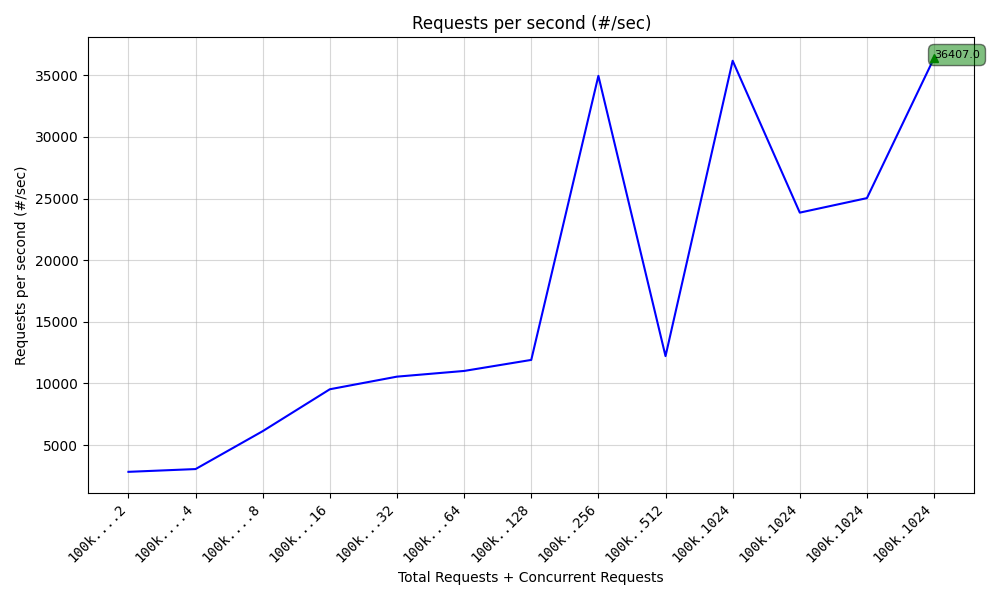 Requests per second (#/sec)
36407.0
35000
30000
25000
20000
15000
10000
5000
Requests per second (#/sec)
100k....2
100k....4
100k....8
100k...16
100k...32
100k...64
100k..128
100k..256
100k..512
100k.1024
100k.1024
100k.1024
100k.1024
Total Requests + Concurrent Requests